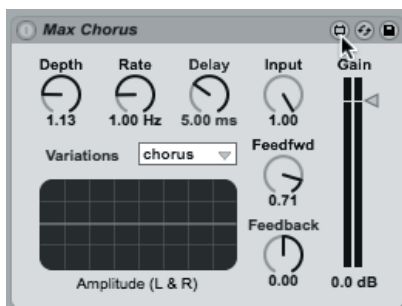 Max Chorus
Depth Rate Delay Input Gain
1.13 1.00 Hz 5.00 ms 1.00
Variations chorus
Feedfwd
0.71
Feedback
0.00
Amplitude (L & R) 0.0 dB